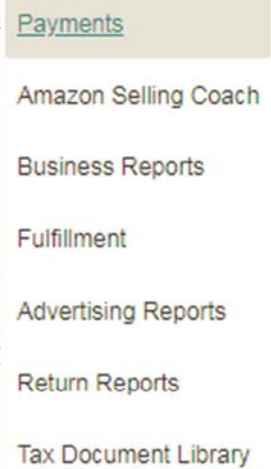 Payments
Amazon Selling Coach
Business Reports
Fulfillment
Advertising Reports
Return Reports
Tax Document Library